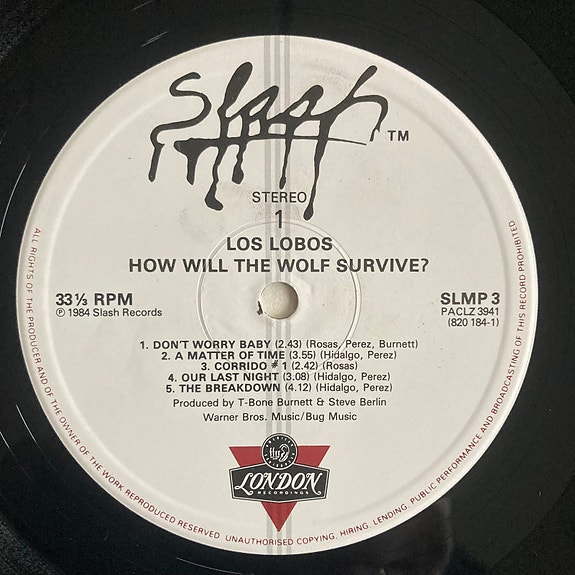 Slash
TM
STEREO
1
LOS LOBOS
HOW WILL THE WOLF SURVIVE?
33⅓ RPM
℗ 1984 Slash Records
SLMP 3
PACLZ 3941
(820 184-1)
1. DON'T WORRY BABY (2.43) (Rosas, Perez, Burnett)
2. A MATTER OF TIME (3.55) (Hidalgo, Perez)
3. CORRIDO #1 (2.42) (Rosas)
4. OUR LAST NIGHT (3.08) (Hidalgo, Perez)
5. THE BREAKDOWN (4.12) (Hidalgo, Perez)
Produced by T-Bone Burnett & Steve Berlin
Warner Bros. Music/Bug Music
LONDON
RECORDINGS
ALL RIGHTS OF THE PRODUCER AND OF THE OWNER OF THE WORK REPRODUCED RESERVED. UNAUTHORISED COPYING, HIRING, LENDING, PUBLIC PERFORMANCE AND BROADCASTING OF THIS RECORD PROHIBITED